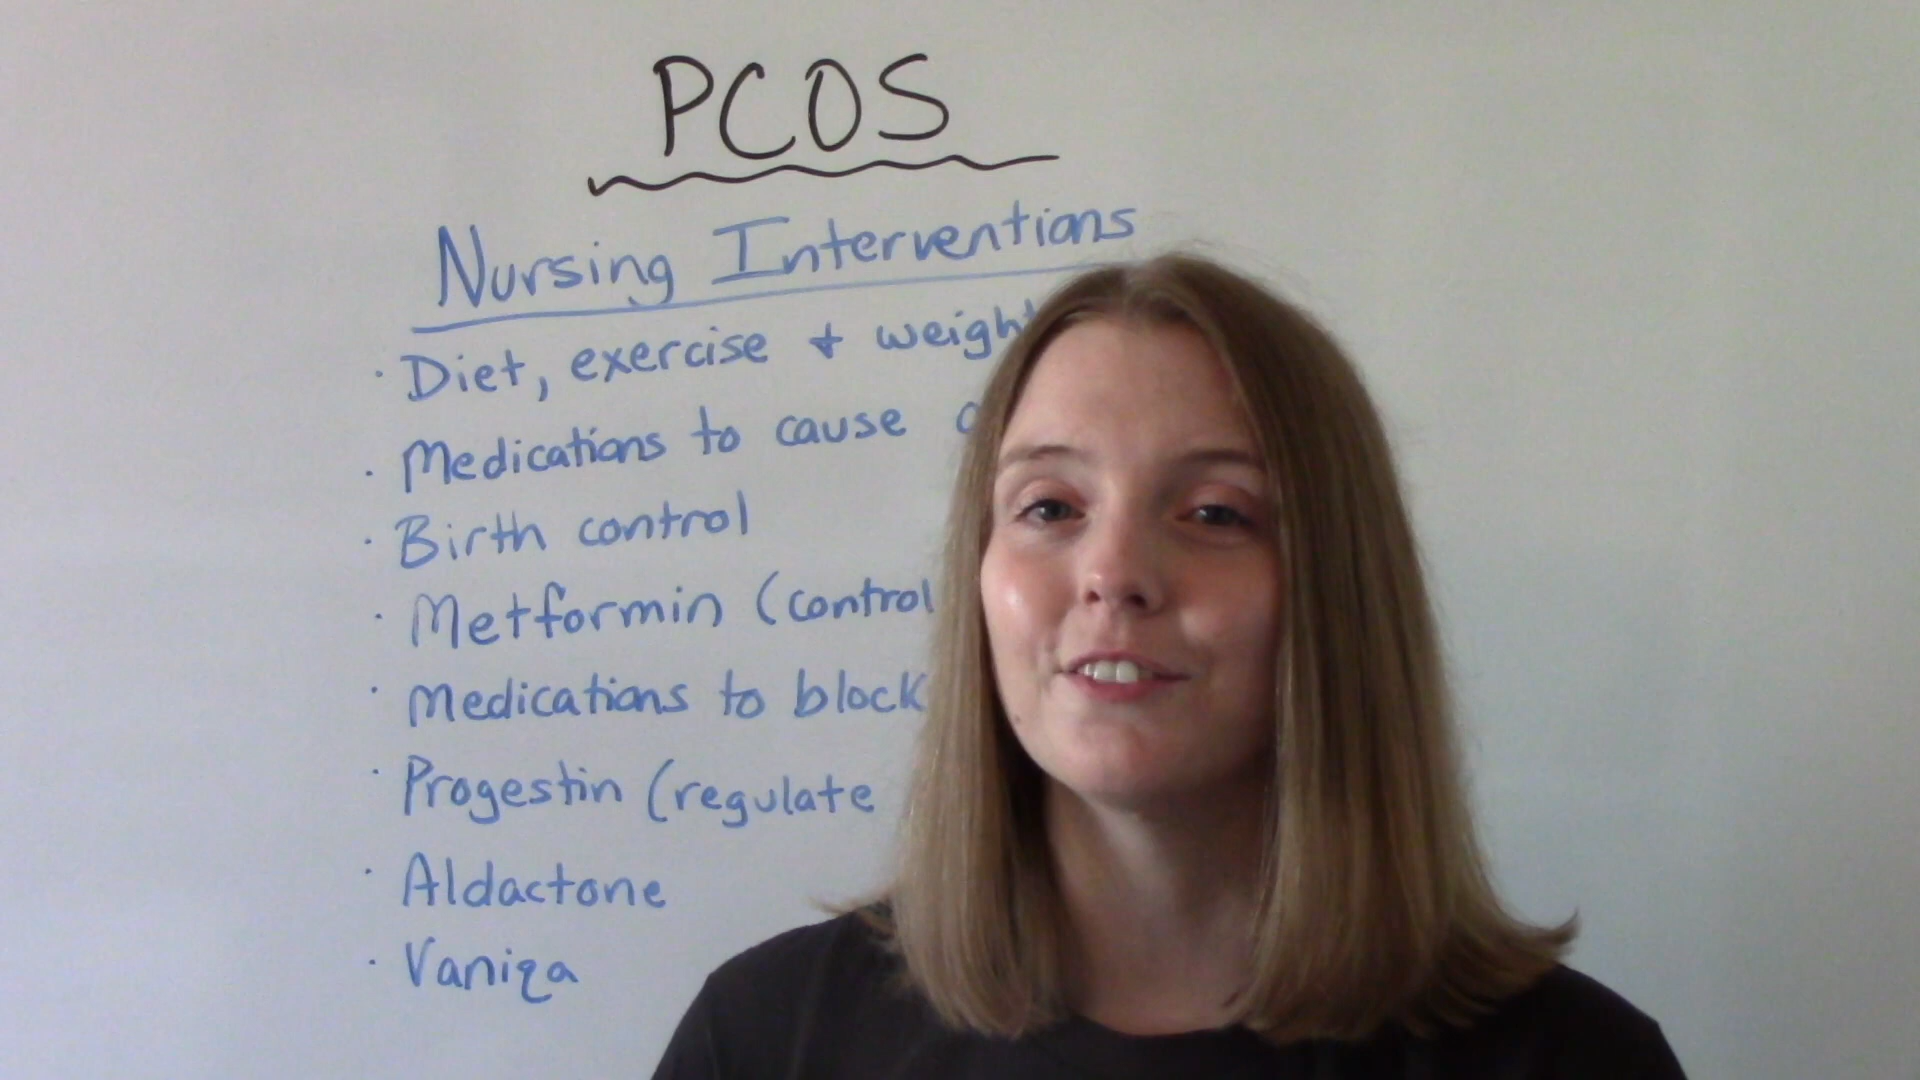 PCOS
Nursing Interventions
· Diet, exercise + weight
· Medications to cause
· Birth control
· Metformin (control
· Medications to block
· Progestin (regulate
· Aldactone
· Vaniqa